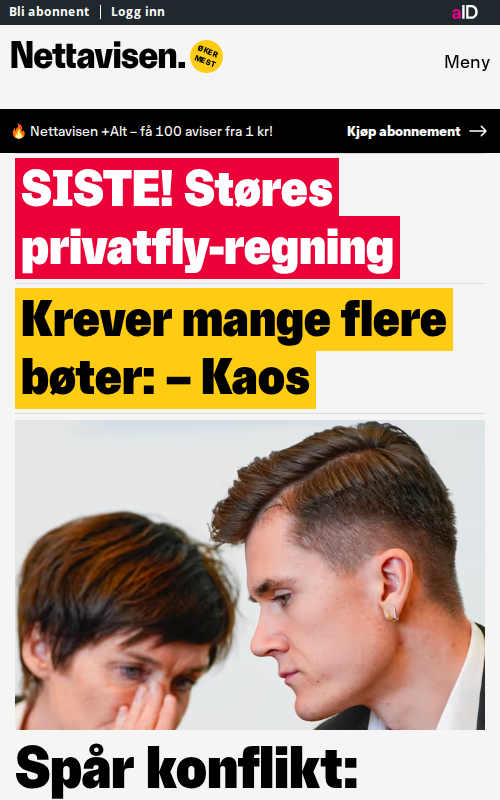 Bli abonnent | Logg inn
aID
Nettavisen.
ØKER
MEST
Meny
🔥 Nettavisen +Alt – få 100 aviser fra 1 kr!
Kjøp abonnement →
SISTE! Støres
privatfly-regning
Krever mange flere
bøter: – Kaos
Spår konflikt: